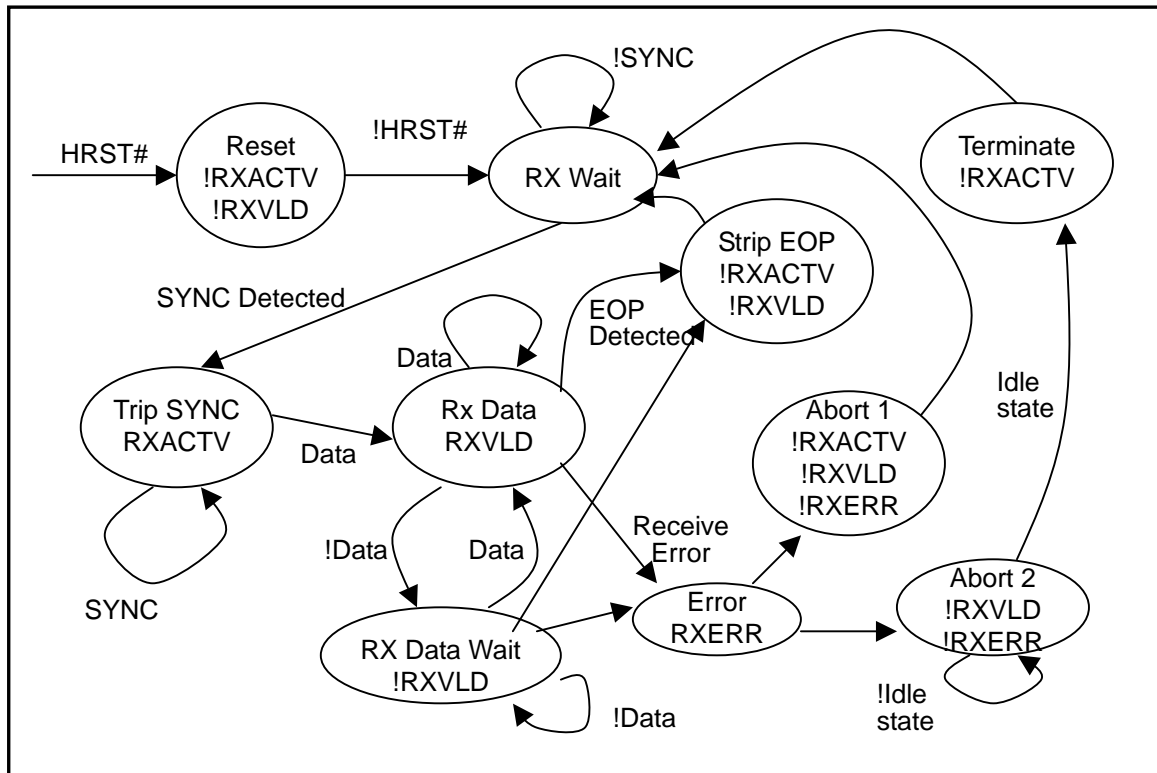 !SYNC
HRST#
!HRST#
Reset
!RXACTV
!RXVLD
RX Wait
Terminate
!RXACTV
Strip EOP
!RXACTV
!RXVLD
SYNC Detected
EOP
Detected
Data
Trip SYNC
RXACTV
Data
Rx Data
RXVLD
Idle
state
Abort 1
!RXACTV
!RXVLD
!RXERR
!Data
Data
Receive
Error
SYNC
RX Data Wait
!RXVLD
Error
RXERR
Abort 2
!RXVLD
!RXERR
!Data
!Idle
state